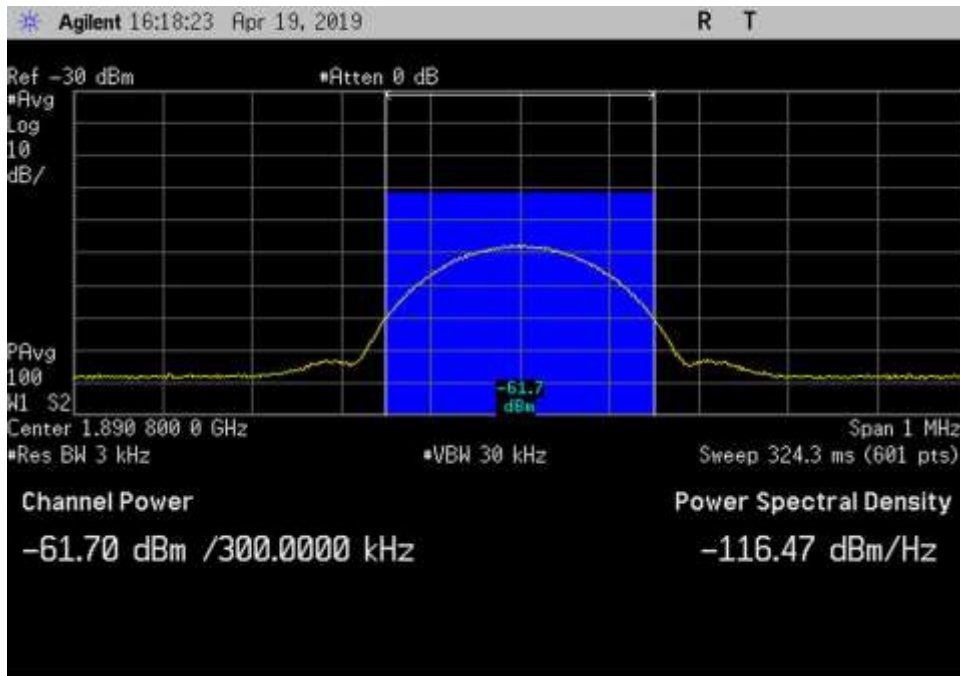 Agilent 16:18:23 Apr 19, 2019 R T
Ref -30 dBm #Atten 0 dB
#Avg
Log
10
dB/
PAvg
100
W1 S2
-61.7
dBm
Center 1.890 800 0 GHz Span 1 MHz
#Res BW 3 kHz #VBW 30 kHz Sweep 324.3 ms (601 pts)
Channel Power Power Spectral Density
-61.70 dBm /300.0000 kHz -116.47 dBm/Hz